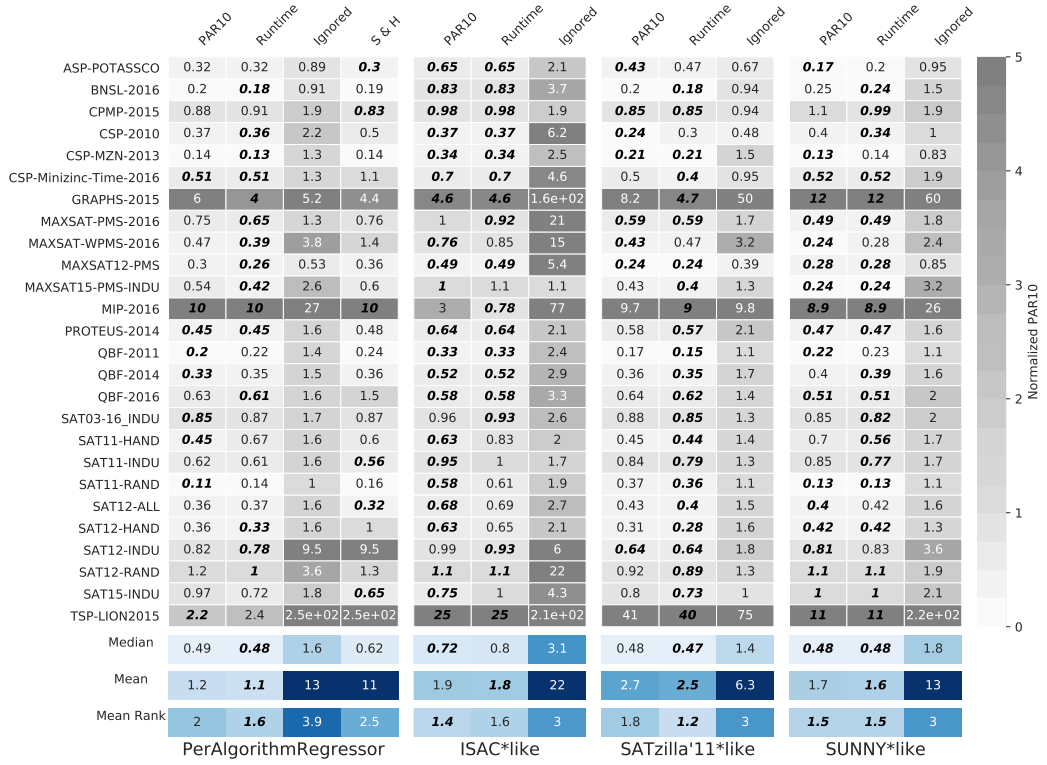 PAR10 Runtime Ignored S & H PAR10 Runtime Ignored PAR10 Runtime Ignored PAR10 Runtime Ignored
ASP-POTASSCO 0.32 0.32 0.89 0.3 0.65 0.65 2.1 0.43 0.47 0.67 0.17 0.2 0.95
BNSL-2016 0.2 0.18 0.91 0.19 0.83 0.83 3.7 0.2 0.18 0.94 0.25 0.24 1.5
CPMP-2015 0.88 0.91 1.9 0.83 0.98 0.98 1.9 0.85 0.85 0.94 1.1 0.99 1.9
CSP-2010 0.37 0.36 2.2 0.5 0.37 0.37 6.2 0.24 0.3 0.48 0.4 0.34 1
CSP-MZN-2013 0.14 0.13 1.3 0.14 0.34 0.34 2.5 0.21 0.21 1.5 0.13 0.14 0.83
CSP-Minizinc-Time-2016 0.51 0.51 1.3 1.1 0.7 0.7 4.6 0.5 0.4 0.95 0.52 0.52 1.9
GRAPHS-2015 6 4 5.2 4.4 4.6 4.6 1.6e+02 8.2 4.7 50 12 12 60
MAXSAT-PMS-2016 0.75 0.65 1.3 0.76 1 0.92 21 0.59 0.59 1.7 0.49 0.49 1.8
MAXSAT-WPMS-2016 0.47 0.39 3.8 1.4 0.76 0.85 15 0.43 0.47 3.2 0.24 0.28 2.4
MAXSAT12-PMS 0.3 0.26 0.53 0.36 0.49 0.49 5.4 0.24 0.24 0.39 0.28 0.28 0.85
MAXSAT15-PMS-INDU 0.54 0.42 2.6 0.6 1 1.1 1.1 0.43 0.4 1.3 0.24 0.24 3.2
MIP-2016 10 10 27 10 3 0.78 77 9.7 9 9.8 8.9 8.9 26
PROTEUS-2014 0.45 0.45 1.6 0.48 0.64 0.64 2.1 0.58 0.57 2.1 0.47 0.47 1.6
QBF-2011 0.2 0.22 1.4 0.24 0.33 0.33 2.4 0.17 0.15 1.1 0.22 0.23 1.1
QBF-2014 0.33 0.35 1.5 0.36 0.52 0.52 2.9 0.36 0.35 1.7 0.4 0.39 1.6
QBF-2016 0.63 0.61 1.6 1.5 0.58 0.58 3.3 0.64 0.62 1.4 0.51 0.51 2
SAT03-16_INDU 0.85 0.87 1.7 0.87 0.96 0.93 2.6 0.88 0.85 1.3 0.85 0.82 2
SAT11-HAND 0.45 0.67 1.6 0.6 0.63 0.83 2 0.45 0.44 1.4 0.7 0.56 1.7
SAT11-INDU 0.62 0.61 1.6 0.56 0.95 1 1.7 0.84 0.79 1.3 0.85 0.77 1.7
SAT11-RAND 0.11 0.14 1 0.16 0.58 0.61 1.9 0.37 0.36 1.1 0.13 0.13 1.1
SAT12-ALL 0.36 0.37 1.6 0.32 0.68 0.69 2.7 0.43 0.4 1.5 0.4 0.42 1.6
SAT12-HAND 0.36 0.33 1.6 1 0.63 0.65 2.1 0.31 0.28 1.6 0.42 0.42 1.3
SAT12-INDU 0.82 0.78 9.5 9.5 0.99 0.93 6 0.64 0.64 1.8 0.81 0.83 3.6
SAT12-RAND 1.2 1 3.6 1.3 1.1 1.1 22 0.92 0.89 1.3 1.1 1.1 1.9
SAT15-INDU 0.97 0.72 1.8 0.65 0.75 1 4.3 0.8 0.73 1 1 1 2.1
TSP-LION2015 2.2 2.4 2.5e+02 2.5e+02 25 25 2.1e+02 41 40 75 11 11 2.2e+02
Median 0.49 0.48 1.6 0.62 0.72 0.8 3.1 0.48 0.47 1.4 0.48 0.48 1.8
Mean 1.2 1.1 13 11 1.9 1.8 22 2.7 2.5 6.3 1.7 1.6 13
Mean Rank 2 1.6 3.9 2.5 1.4 1.6 3 1.8 1.2 3 1.5 1.5 3
PerAlgorithmRegressor ISAC*like SATzilla'11*like SUNNY*like
5
4
3
2
1
0
Normalized PAR10